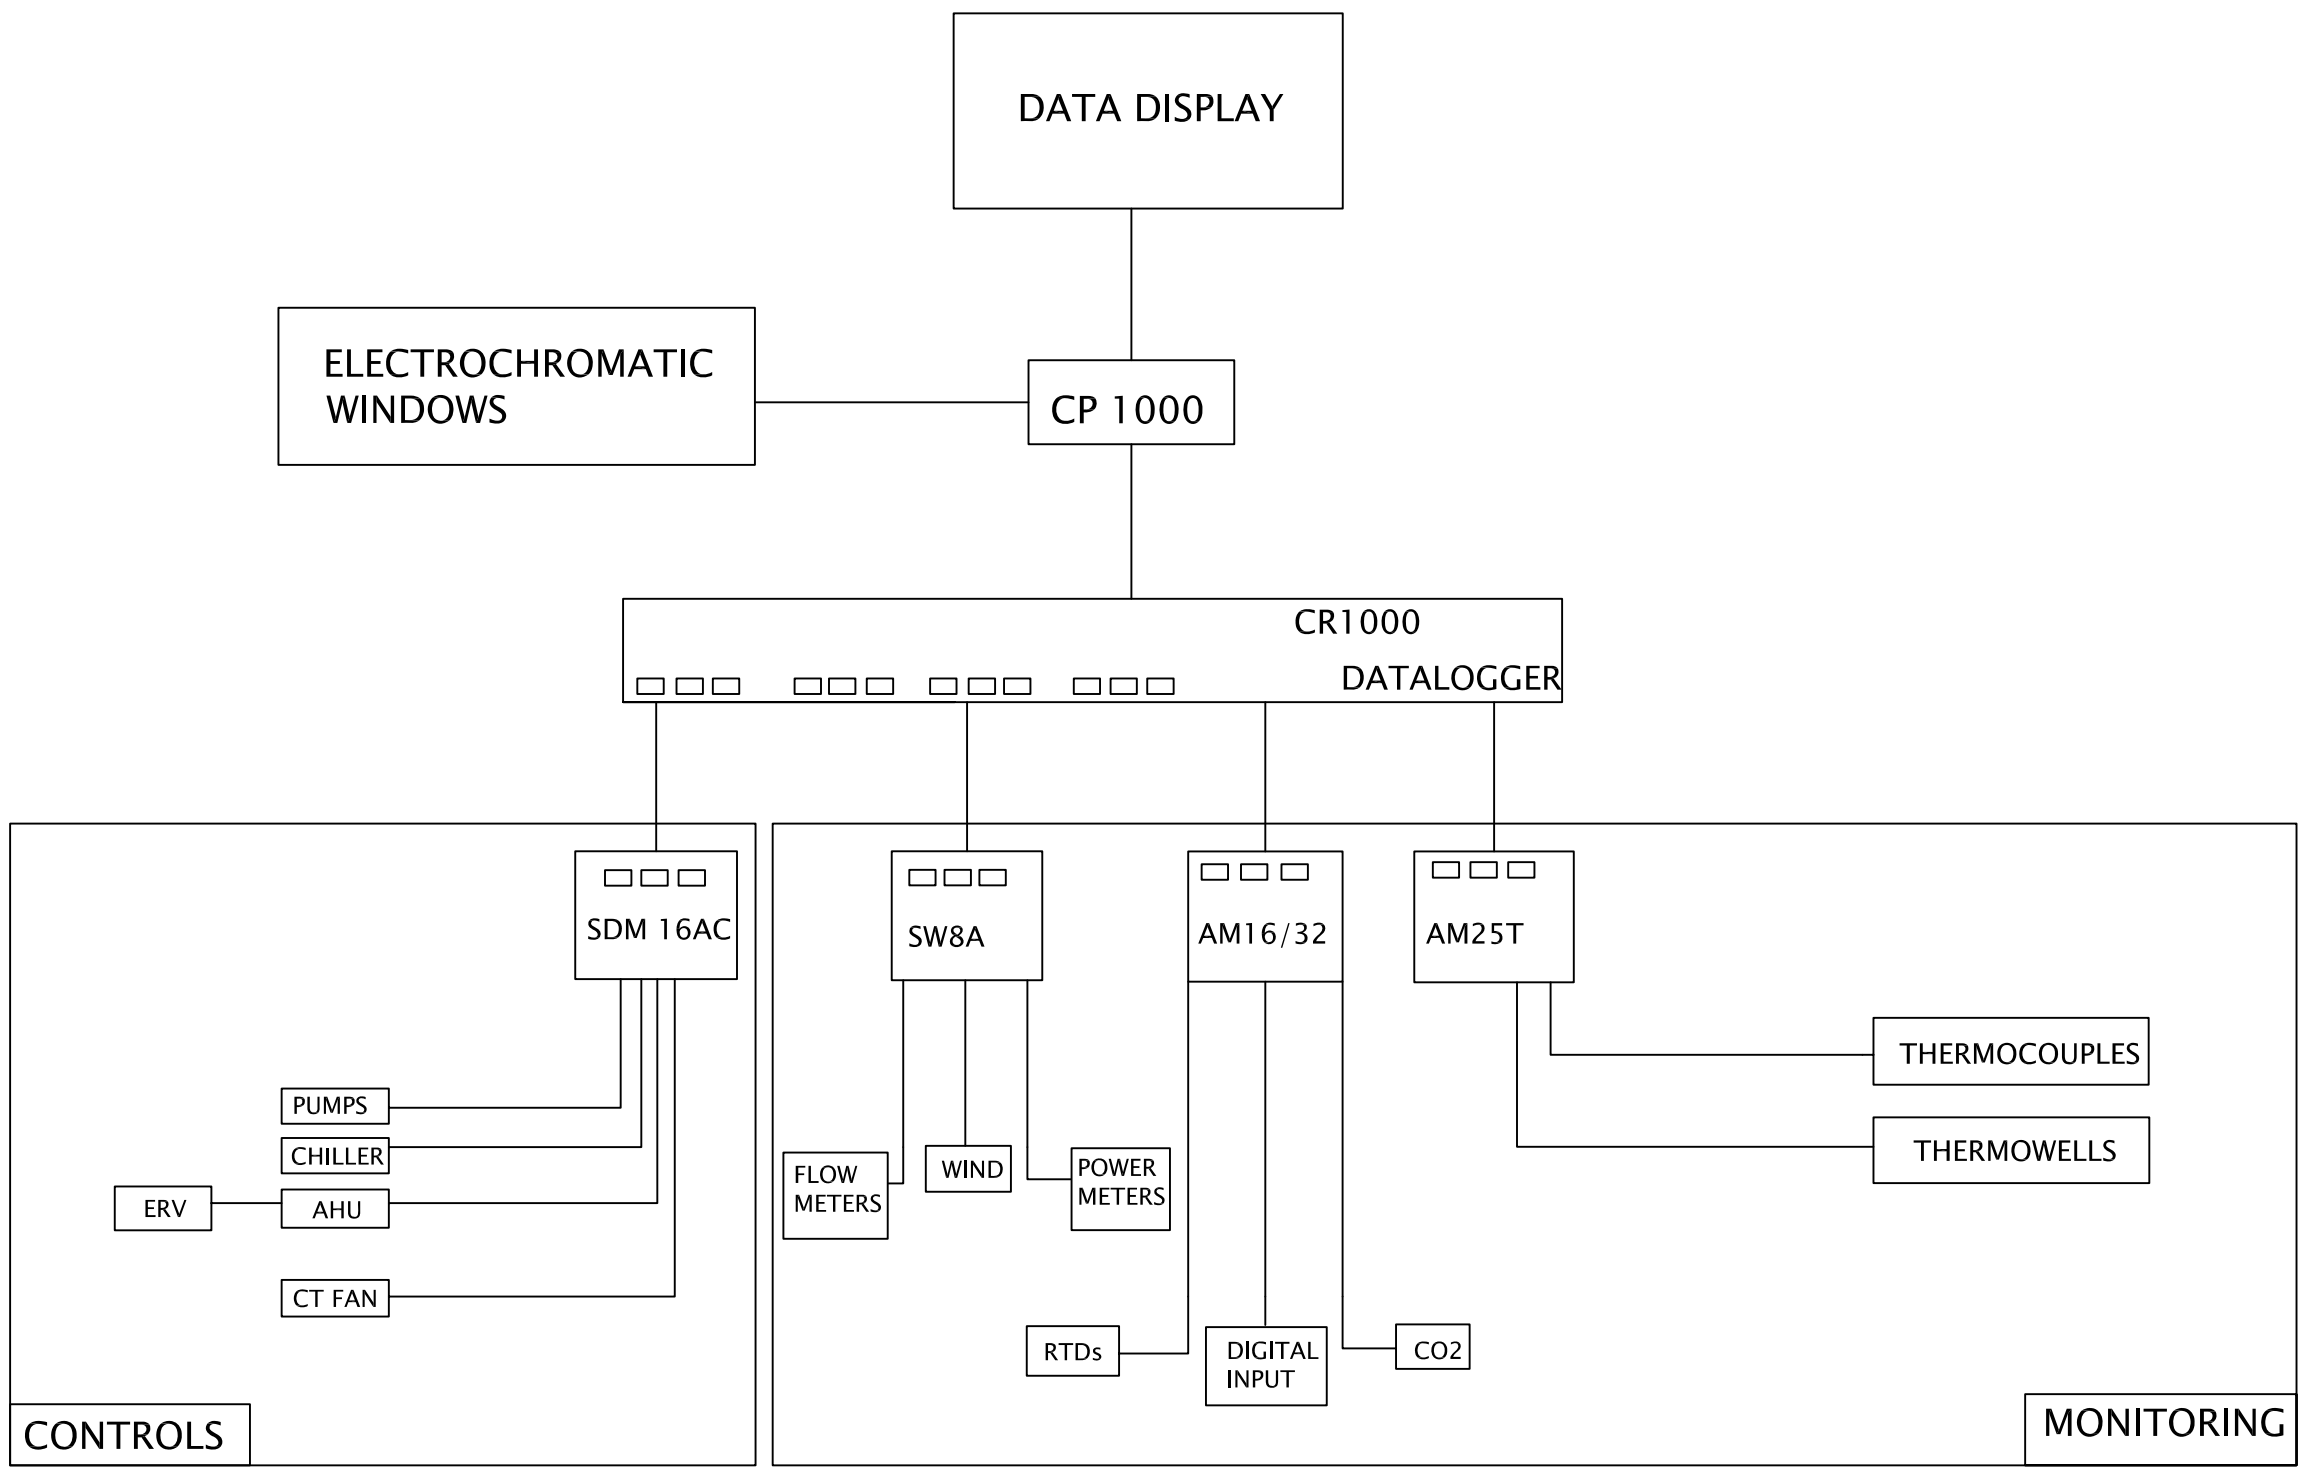 DATA DISPLAY
ELECTROCHROMATIC
WINDOWS
CP 1000
CR1000
DATALOGGER
SDM 16AC
SW8A
AM16/32
AM25T
PUMPS
CHILLER
ERV
AHU
CT FAN
FLOW
METERS
WIND
POWER
METERS
RTDs
DIGITAL
INPUT
CO2
THERMOCOUPLES
THERMOWELLS
CONTROLS
MONITORING